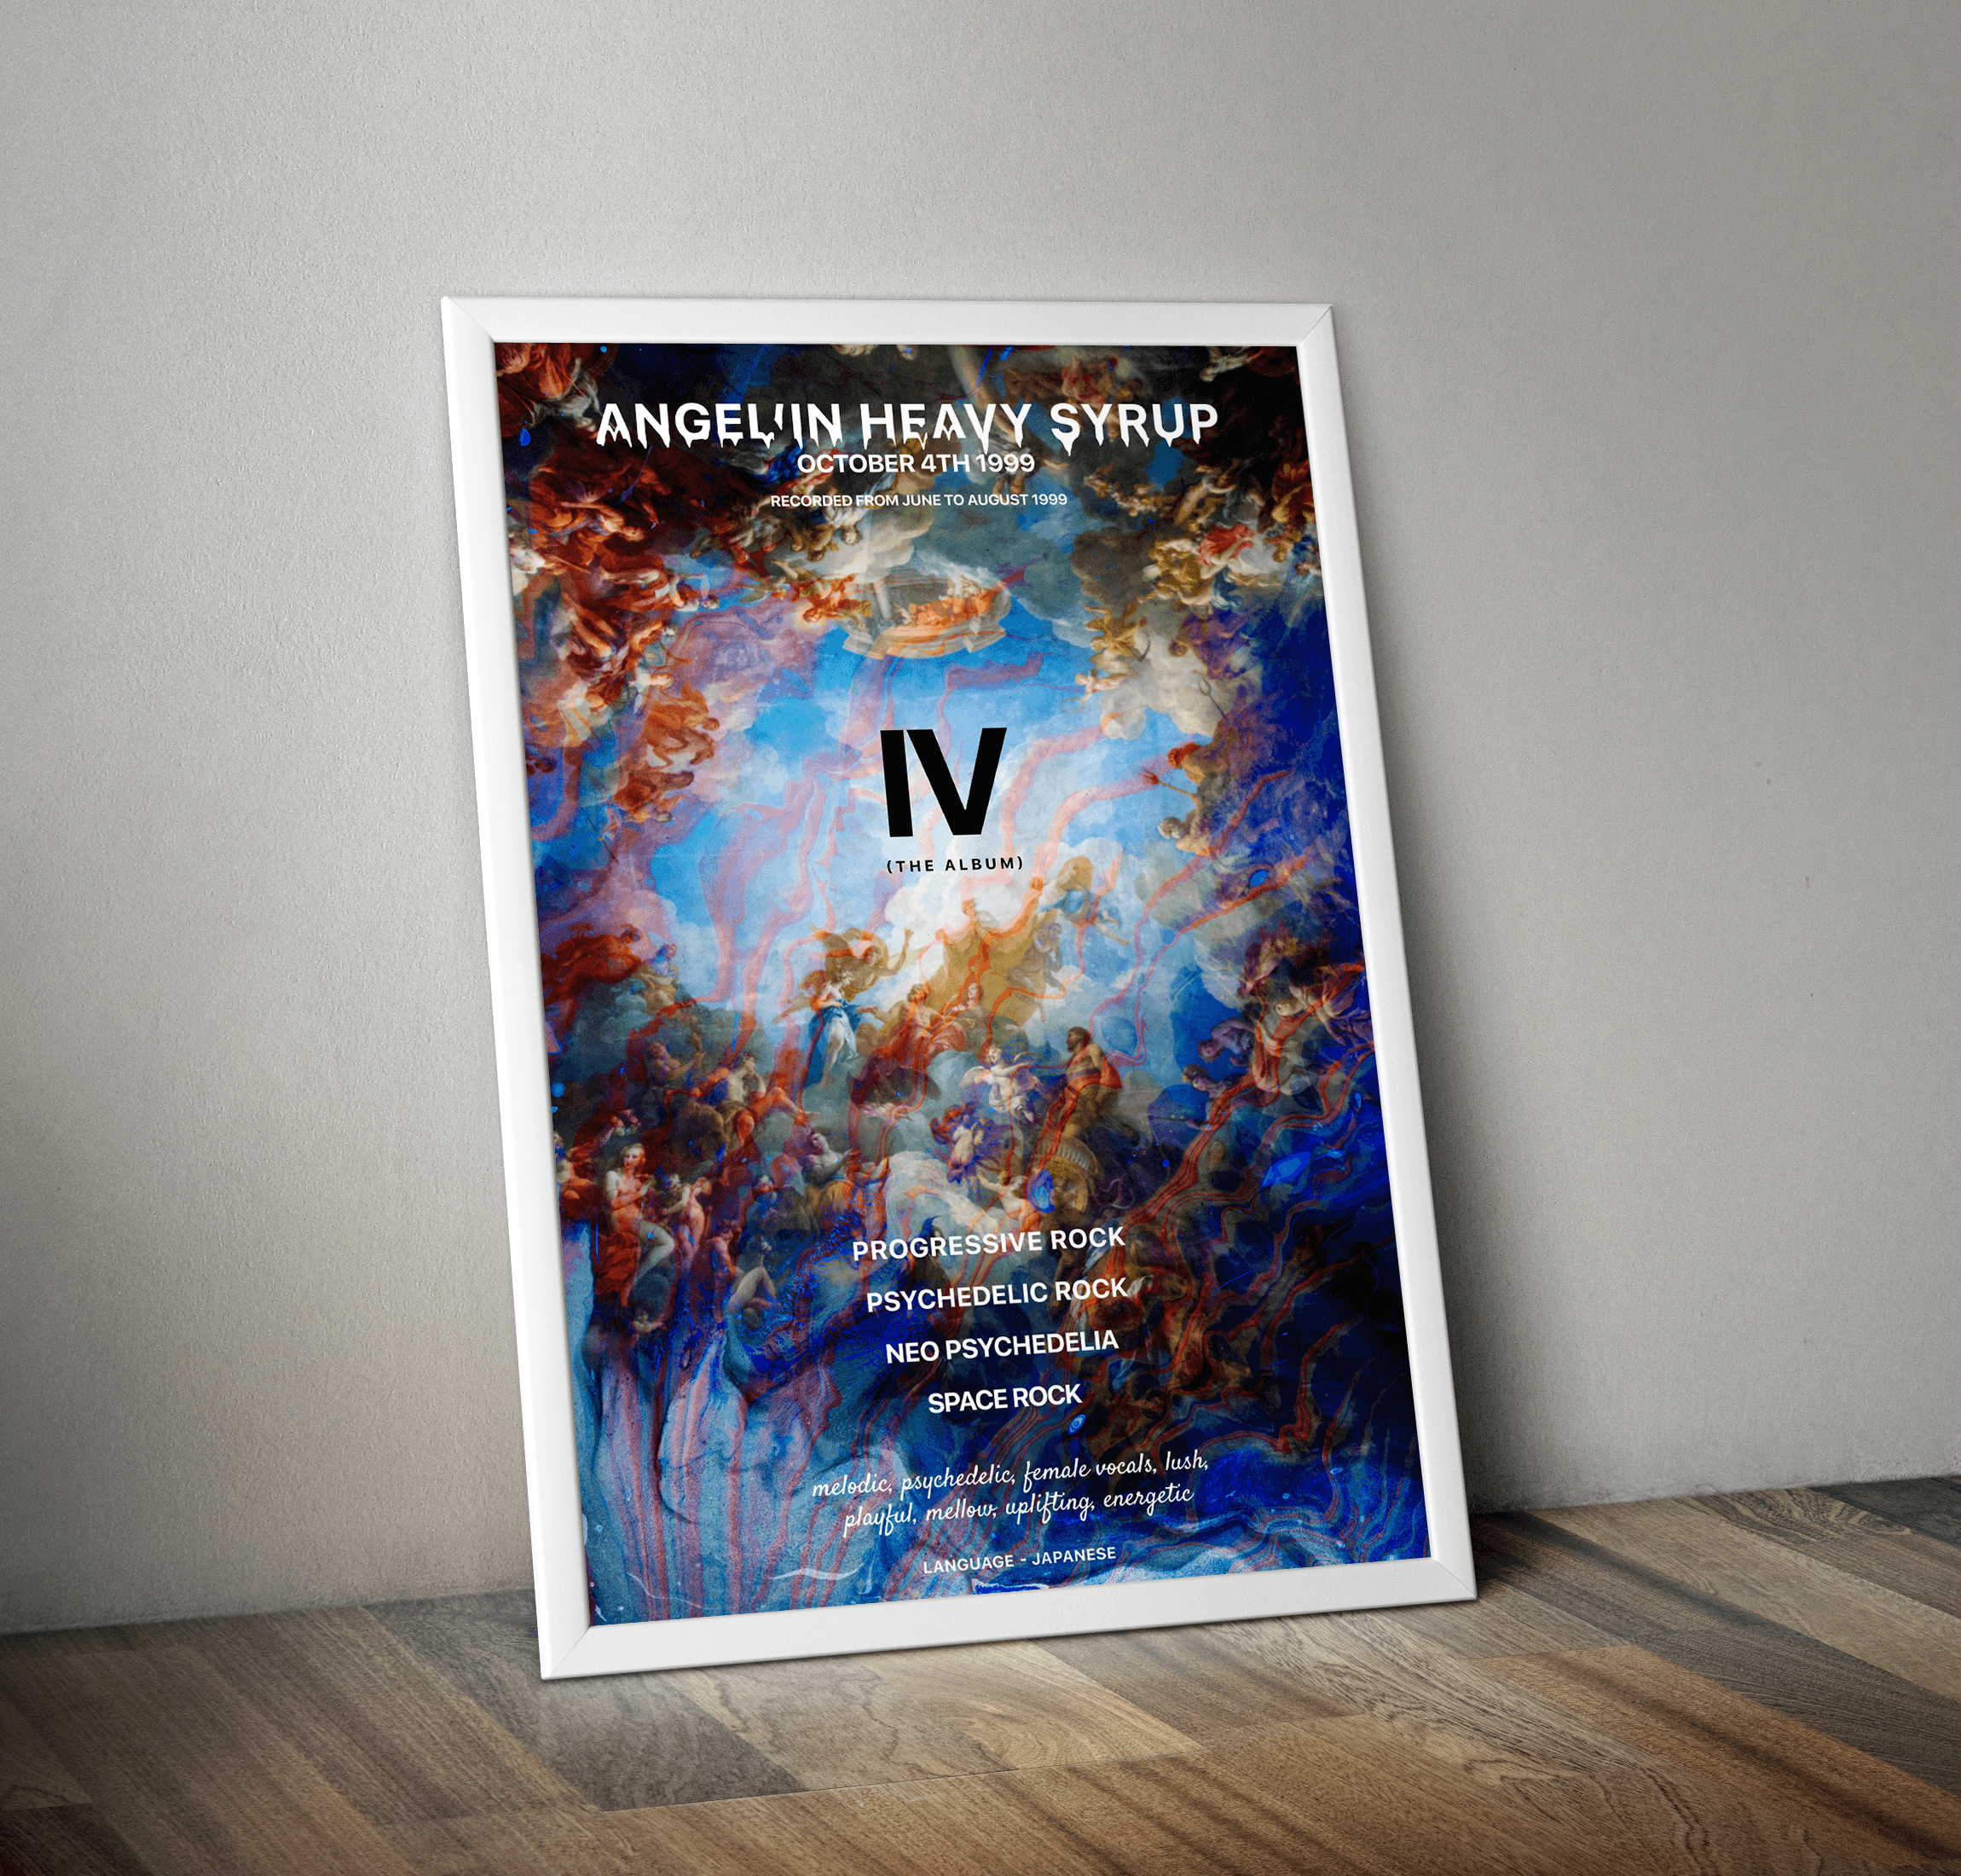 ANGEL'IN HEAVY SYRUP
OCTOBER 4TH 1999
RECORDED FROM JUNE TO AUGUST 1999
IV
(THE ALBUM)
PROGRESSIVE ROCK
PSYCHEDELIC ROCK
NEO PSYCHEDELIA
SPACE ROCK
melodic, psychedelic, female vocals, lush,
playful, mellow, uplifting, energetic
LANGUAGE - JAPANESE